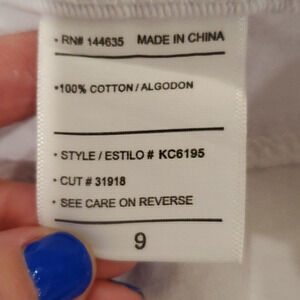 • RN# 144635 MADE IN CHINA
•100% COTTON / ALGODON
• STYLE / ESTILO # KC6195
• CUT # 31918
• SEE CARE ON REVERSE
9